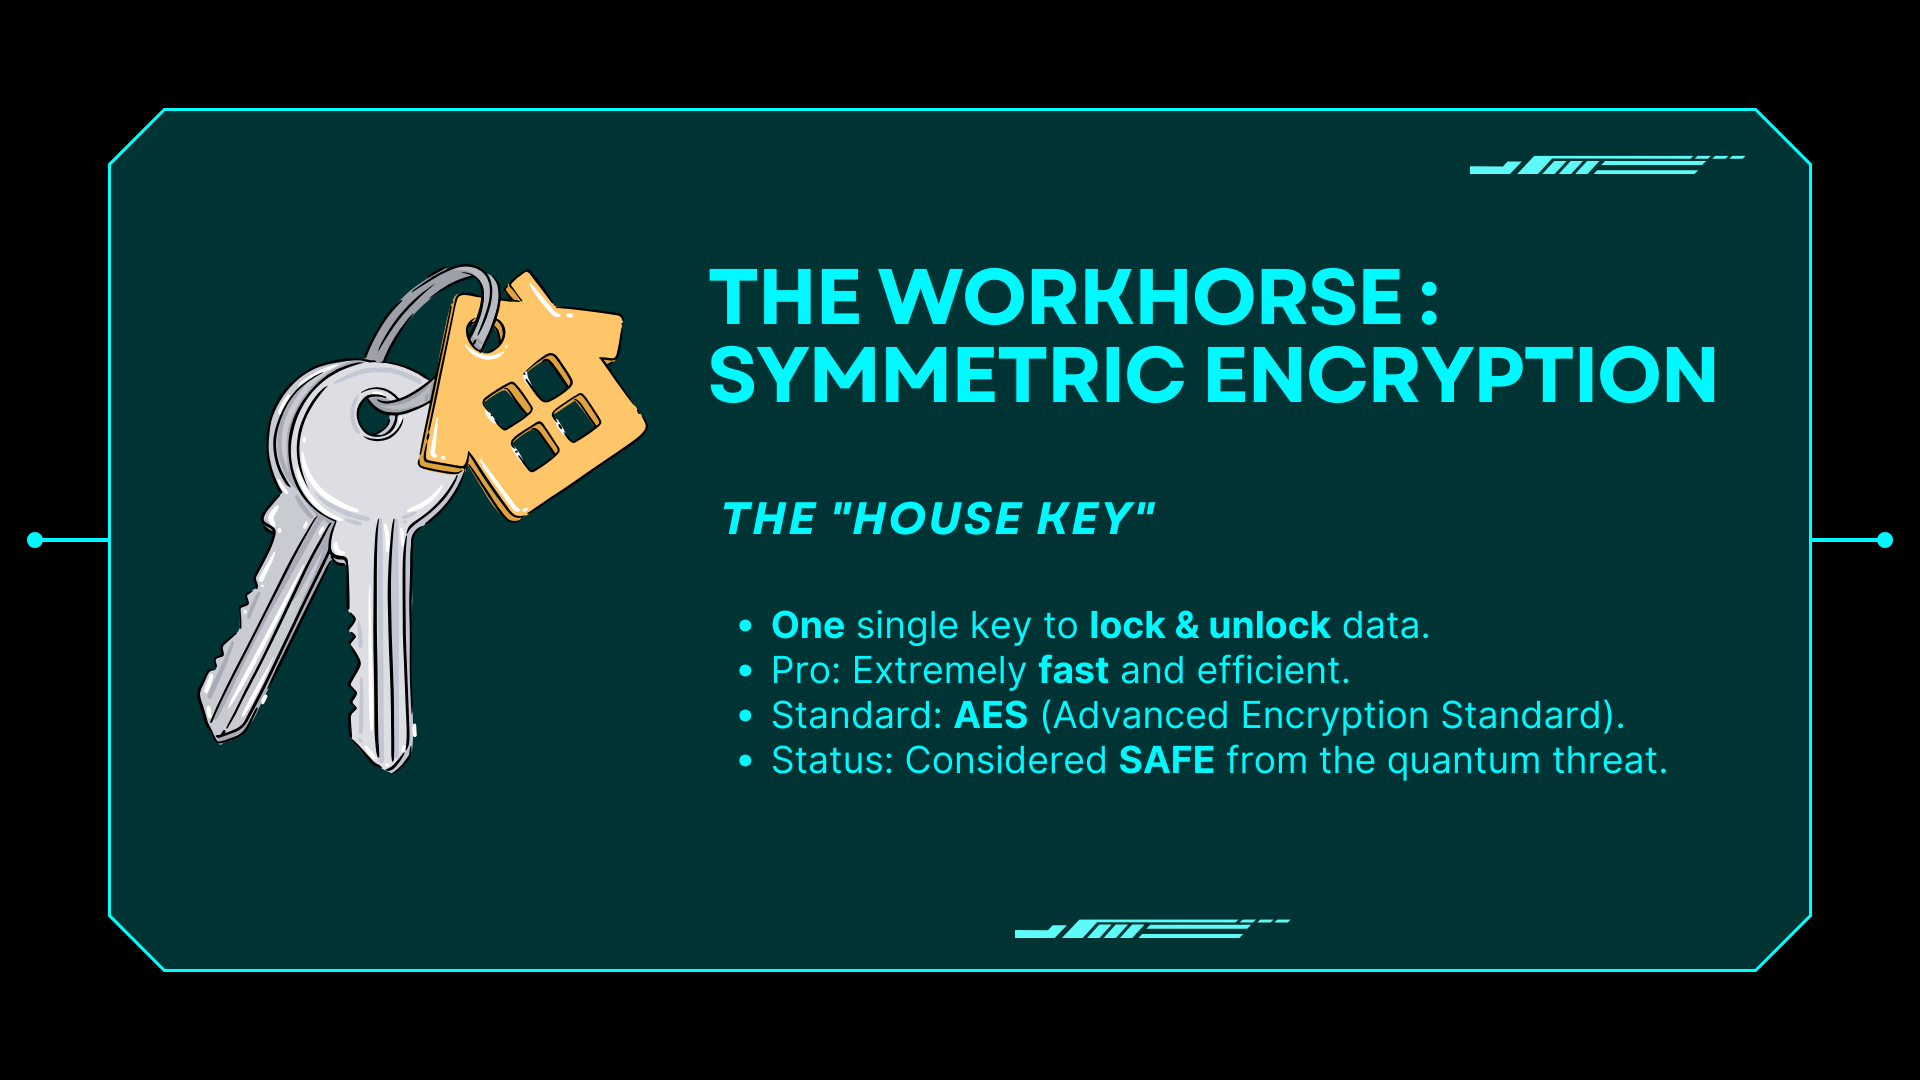 THE WORKHORSE :
SYMMETRIC ENCRYPTION
THE "HOUSE KEY"
• One single key to lock & unlock data.
• Pro: Extremely fast and efficient.
• Standard: AES (Advanced Encryption Standard).
• Status: Considered SAFE from the quantum threat.